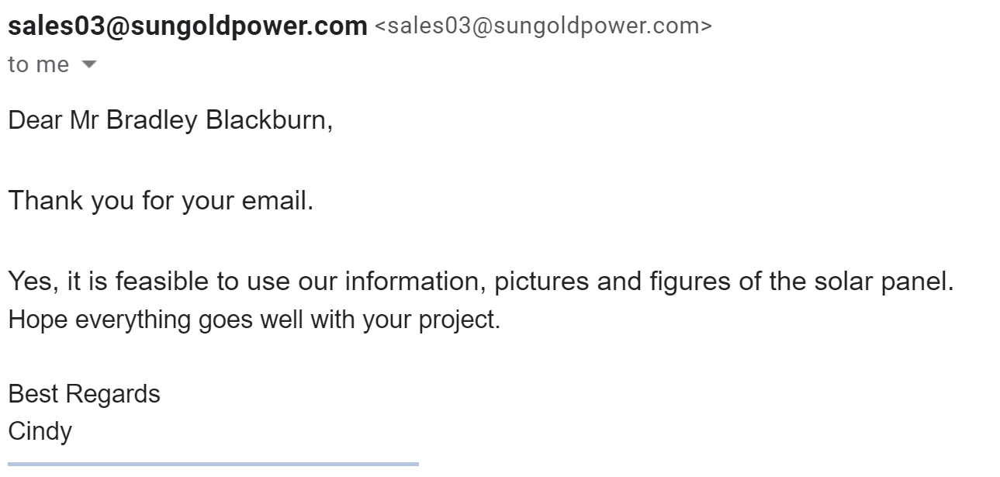 sales03@sungoldpower.com <sales03@sungoldpower.com>
to me
Dear Mr Bradley Blackburn,
Thank you for your email.
Yes, it is feasible to use our information, pictures and figures of the solar panel.
Hope everything goes well with your project.
Best Regards
Cindy